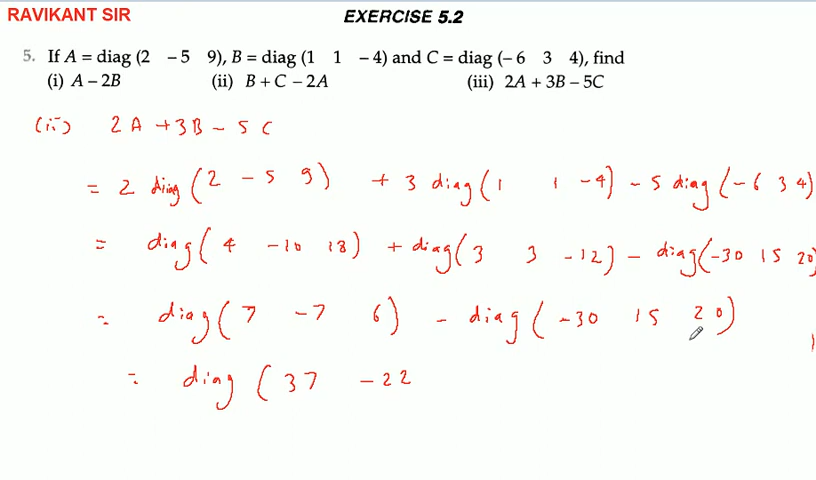 RAVIKANT SIR
EXERCISE 5.2
5. If A = diag (2 – 5 9), B = diag (1 1 – 4) and C = diag (– 6 3 4), find
(i) A – 2B (ii) B + C – 2A (iii) 2A + 3B – 5C
(iii) 2A + 3B – 5C
= 2 diag (2 – 5 9) + 3 diag (1 1 – 4) – 5 diag (– 6 3 4)
= diag (4 – 10 18) + diag (3 3 – 12) – diag (– 30 15 20)
= diag (7 – 7 6) – diag (– 30 15 20)
= diag (37 – 22